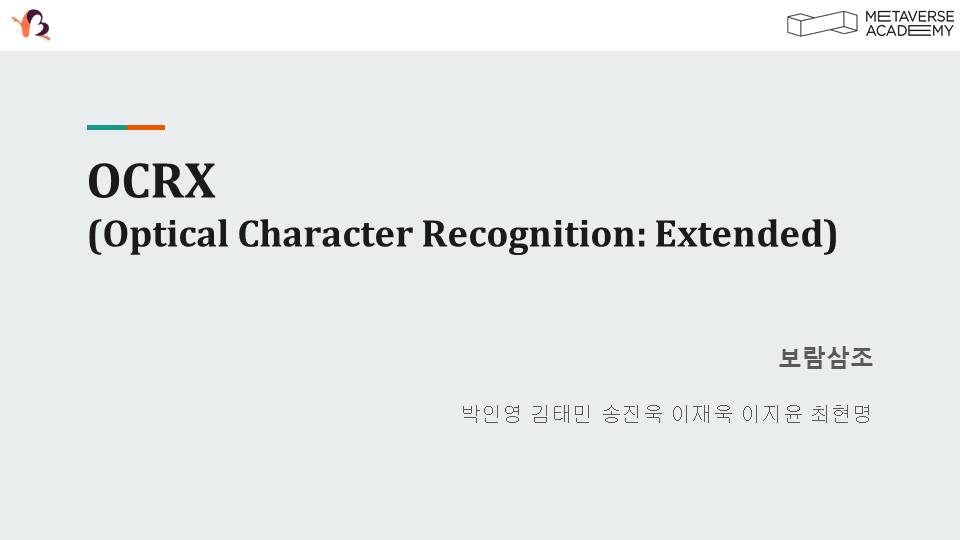 METAVERSE
ACADEMY
OCRX
(Optical Character Recognition: Extended)
보람삼조
박인영 김태민 송진욱 이재욱 이지윤 최현명